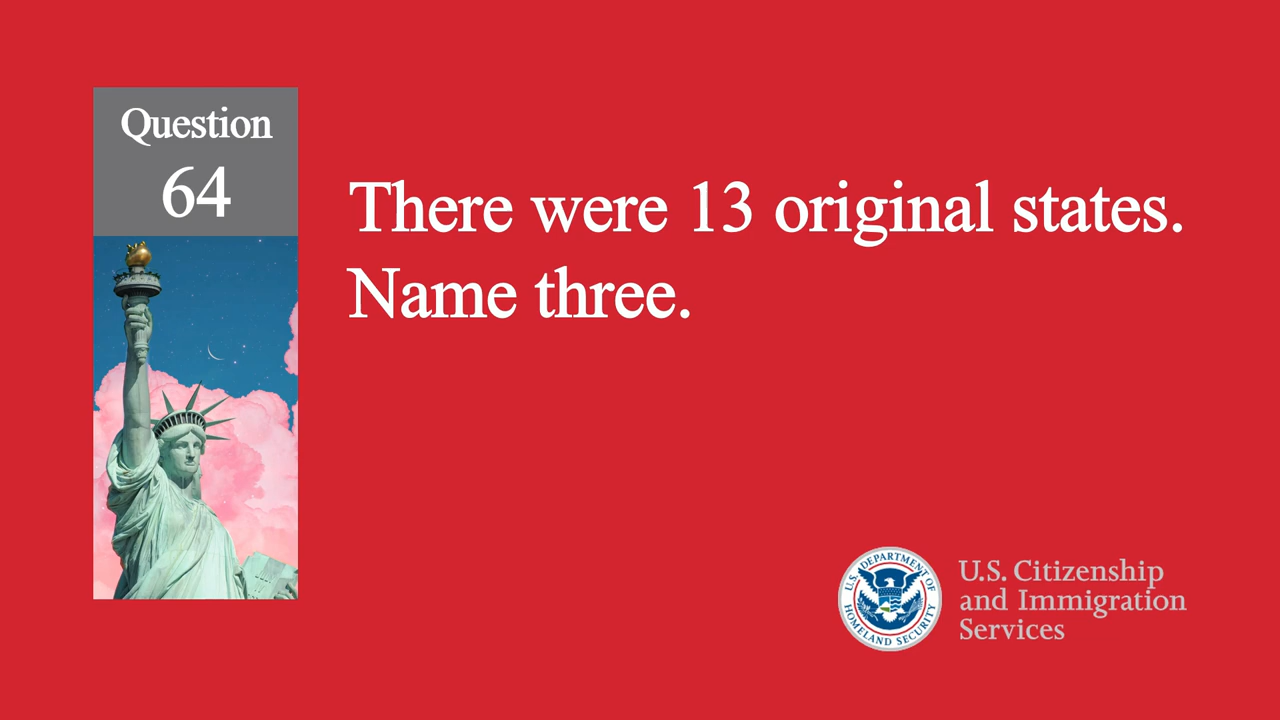 Question
64
There were 13 original states.
Name three.
U.S. DEPARTMENT OF
HOMELAND SECURITY
U.S. Citizenship
and Immigration
Services